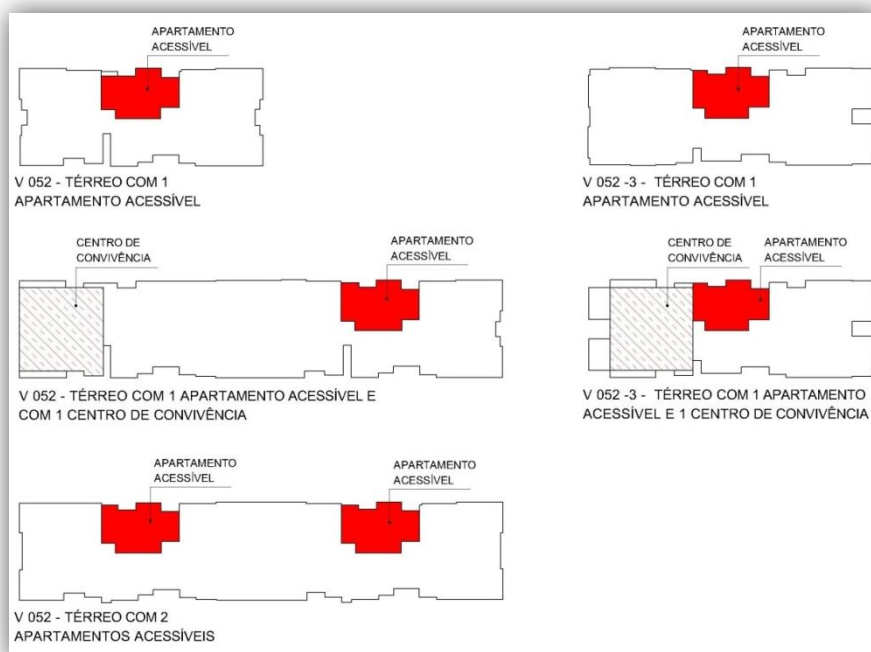 APARTAMENTO
ACESSÍVEL
V 052 - TÉRREO COM 1
APARTAMENTO ACESSÍVEL
APARTAMENTO
ACESSÍVEL
V 052 -3 - TÉRREO COM 1
APARTAMENTO ACESSÍVEL
CENTRO DE
CONVIVÊNCIA
APARTAMENTO
ACESSÍVEL
V 052 - TÉRREO COM 1 APARTAMENTO ACESSÍVEL E
COM 1 CENTRO DE CONVIVÊNCIA
CENTRO DE
CONVIVÊNCIA
APARTAMENTO
ACESSÍVEL
V 052 -3 - TÉRREO COM 1 APARTAMENTO
ACESSÍVEL E 1 CENTRO DE CONVIVÊNCIA
APARTAMENTO
ACESSÍVEL
APARTAMENTO
ACESSÍVEL
V 052 - TÉRREO COM 2
APARTAMENTOS ACESSÍVEIS